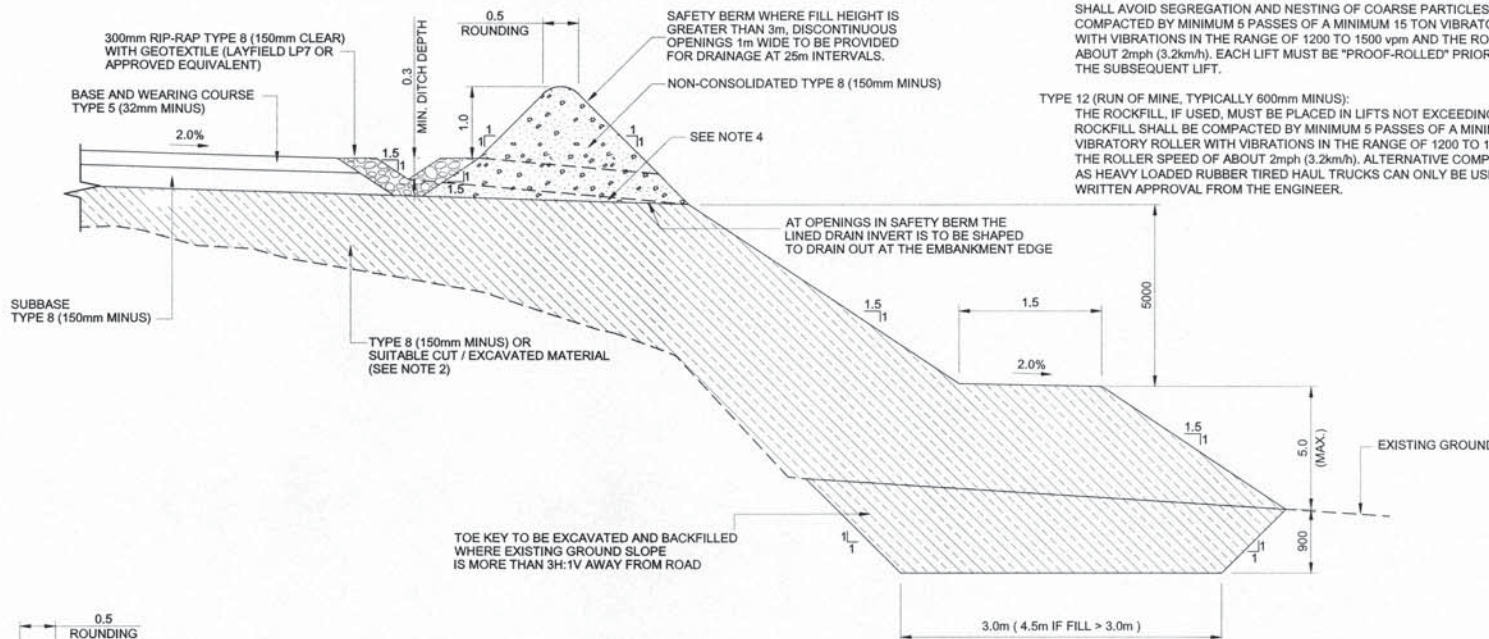 0.5
ROUNDING
SAFETY BERM WHERE FILL HEIGHT IS
GREATER THAN 3m, DISCONTINUOUS
OPENINGS 1m WIDE TO BE PROVIDED
FOR DRAINAGE AT 25m INTERVALS.
300mm RIP-RAP TYPE 8 (150mm CLEAR)
WITH GEOTEXTILE (LAYFIELD LP7 OR
APPROVED EQUIVALENT)
0.3
MIN. DITCH DEPTH
NON-CONSOLIDATED TYPE 8 (150mm MINUS)
BASE AND WEARING COURSE
TYPE 5 (32mm MINUS)
1.0
2.0%
1
1
1
1
SEE NOTE 4
1.5
1
1
1.5
AT OPENINGS IN SAFETY BERM THE
LINED DRAIN INVERT IS TO BE SHAPED
TO DRAIN OUT AT THE EMBANKMENT EDGE
SUBBASE
TYPE 8 (150mm MINUS)
TYPE 8 (150mm MINUS) OR
SUITABLE CUT / EXCAVATED MATERIAL
(SEE NOTE 2)
1.5
1
1.5
5000
2.0%
1.5
1
5.0
(MAX.)
EXISTING GROUND
TOE KEY TO BE EXCAVATED AND BACKFILLED
WHERE EXISTING GROUND SLOPE
IS MORE THAN 3H:1V AWAY FROM ROAD
1
1
1
1
900
3.0m ( 4.5m IF FILL > 3.0m )
0.5
ROUNDING
SHALL AVOID SEGREGATION AND NESTING OF COARSE PARTICLES
COMPACTED BY MINIMUM 5 PASSES OF A MINIMUM 15 TON
WITH VIBRATIONS IN THE RANGE OF 1200 TO 1500 vpm AND THE
ABOUT 2mph (3.2km/h). EACH LIFT MUST BE "PROOF-ROLLED" PRIOR
THE SUBSEQUENT LIFT.
TYPE 12 (RUN OF MINE, TYPICALLY 600mm MINUS):
THE ROCKFILL, IF USED, MUST BE PLACED IN LIFTS NOT EXCEEDING
ROCKFILL SHALL BE COMPACTED BY MINIMUM 5 PASSES OF A
VIBRATORY ROLLER WITH VIBRATIONS IN THE RANGE OF 1200 TO
THE ROLLER SPEED OF ABOUT 2mph (3.2km/h). ALTERNATIVE
AS HEAVY LOADED RUBBER TIRED HAUL TRUCKS CAN ONLY BE
WRITTEN APPROVAL FROM THE ENGINEER.